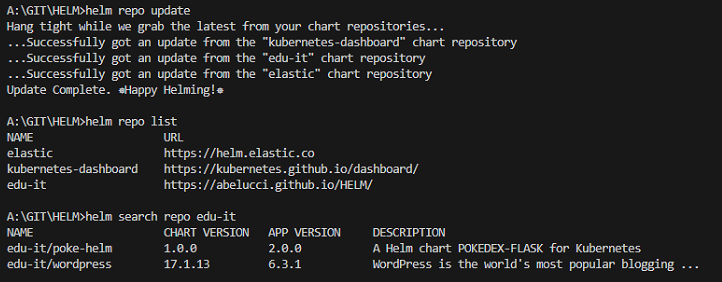 A:\GIT\HELM>helm repo update
Hang tight while we grab the latest from your chart repositories...
...Successfully got an update from the "kubernetes-dashboard" chart repository
...Successfully got an update from the "edu-it" chart repository
...Successfully got an update from the "elastic" chart repository
Update Complete. ⎈Happy Helming!⎈
A:\GIT\HELM>helm repo list
NAME URL
elastic https://helm.elastic.co
kubernetes-dashboard https://kubernetes.github.io/dashboard/
edu-it https://abelucci.github.io/HELM/
A:\GIT\HELM>helm search repo edu-it
NAME CHART VERSION APP VERSION DESCRIPTION
edu-it/poke-helm 1.0.0 2.0.0 A Helm chart POKEDEX-FLASK for Kubernetes
edu-it/wordpress 17.1.13 6.3.1 WordPress is the world's most popular blogging ...